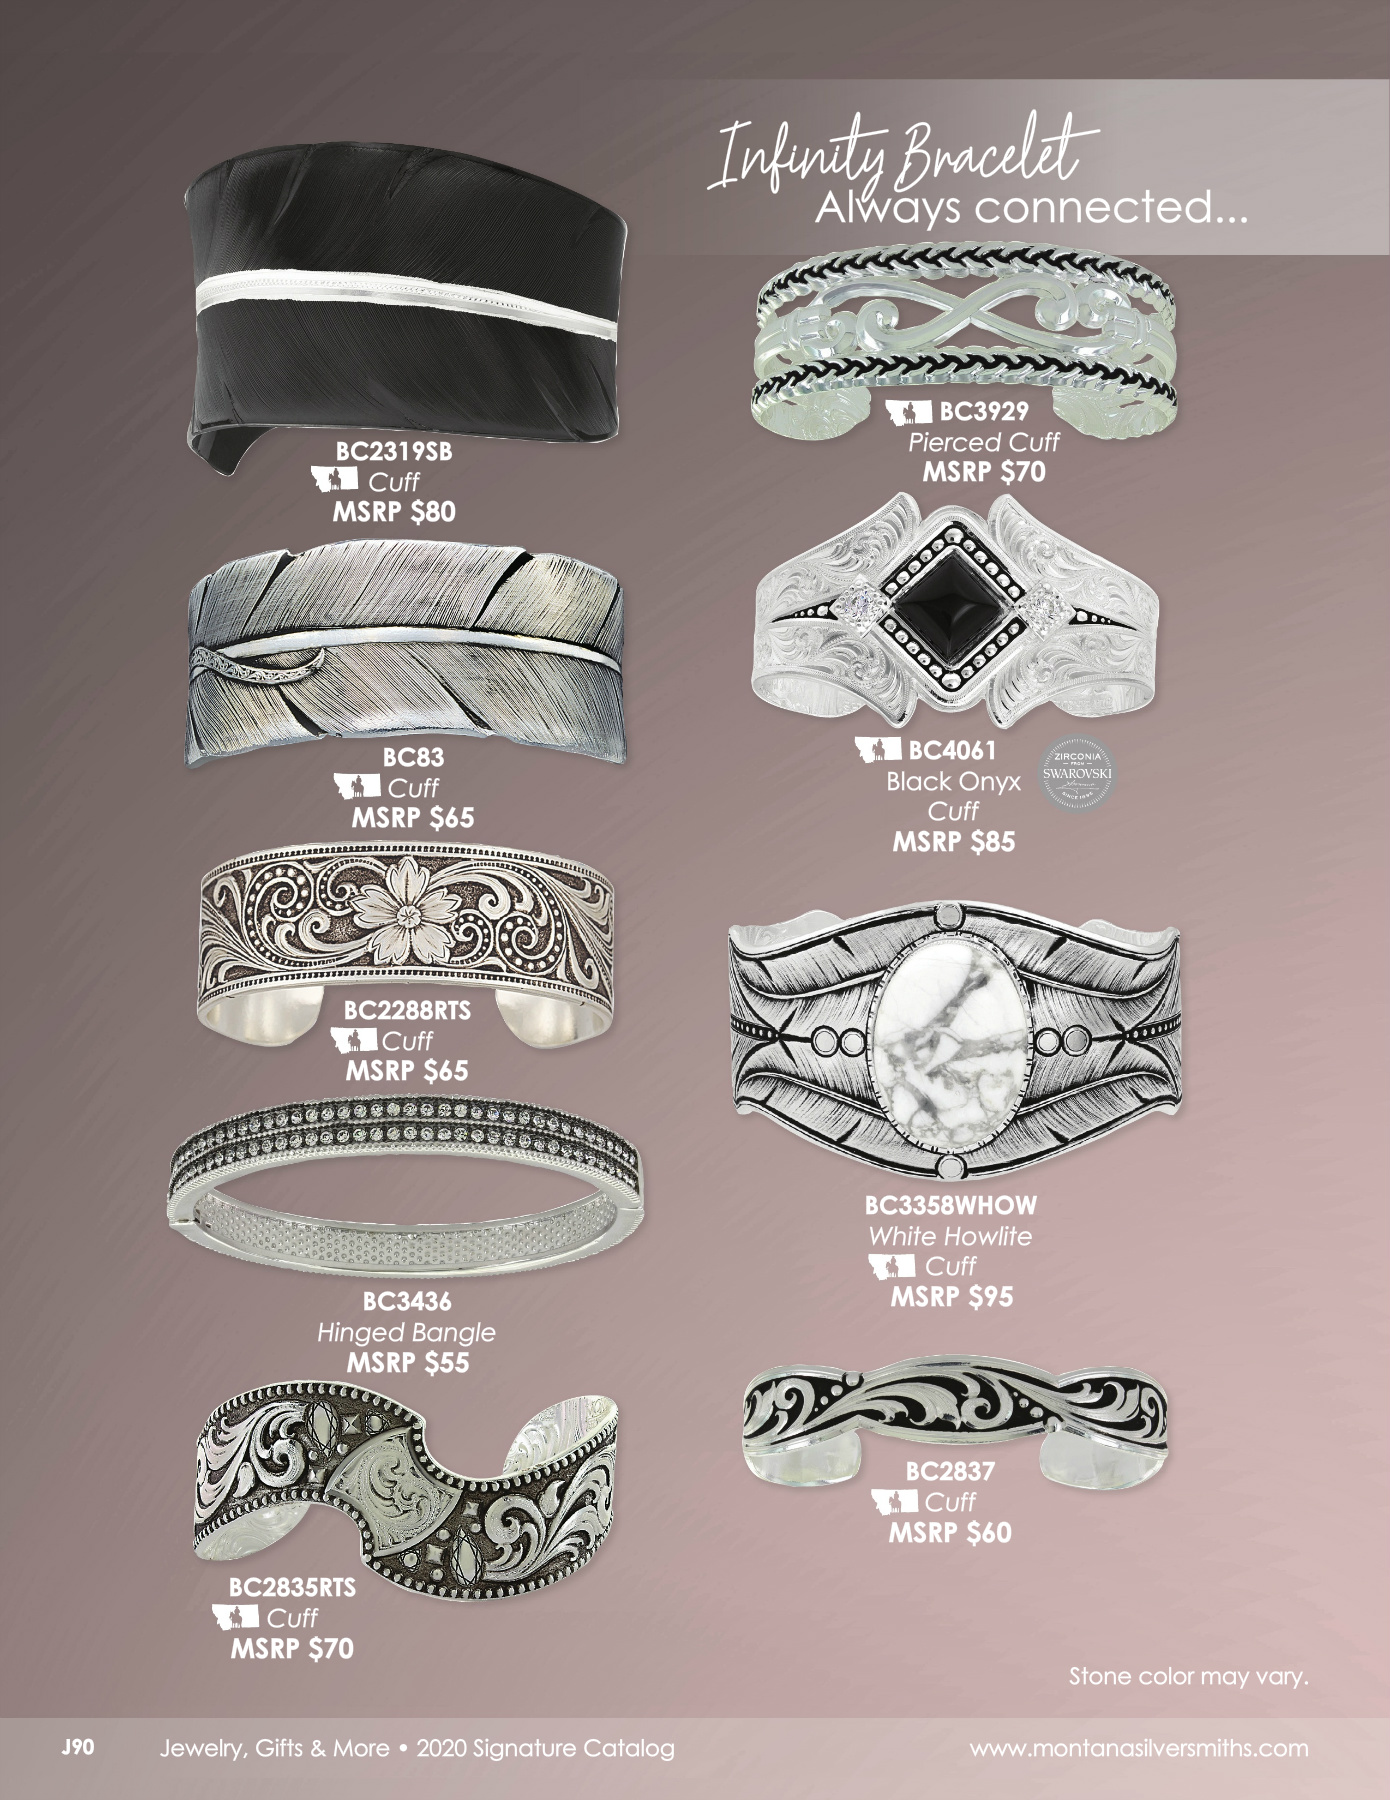 Infinity Bracelet
Always connected...
BC2319SB
Cuff
MSRP $80
BC83
Cuff
MSRP $65
BC2288RTS
Cuff
MSRP $65
BC3436
Hinged Bangle
MSRP $55
BC2835RTS
Cuff
MSRP $70
BC3929
Pierced Cuff
MSRP $70
BC4061
Black Onyx
Cuff
MSRP $85
ZIRCONIA
FROM
SWAROVSKI
SINCE 1895
BC3358WHOW
White Howlite
Cuff
MSRP $95
BC2837
Cuff
MSRP $60
Stone color may vary.
J90 Jewelry, Gifts & More • 2020 Signature Catalog www.montanasilversmiths.com